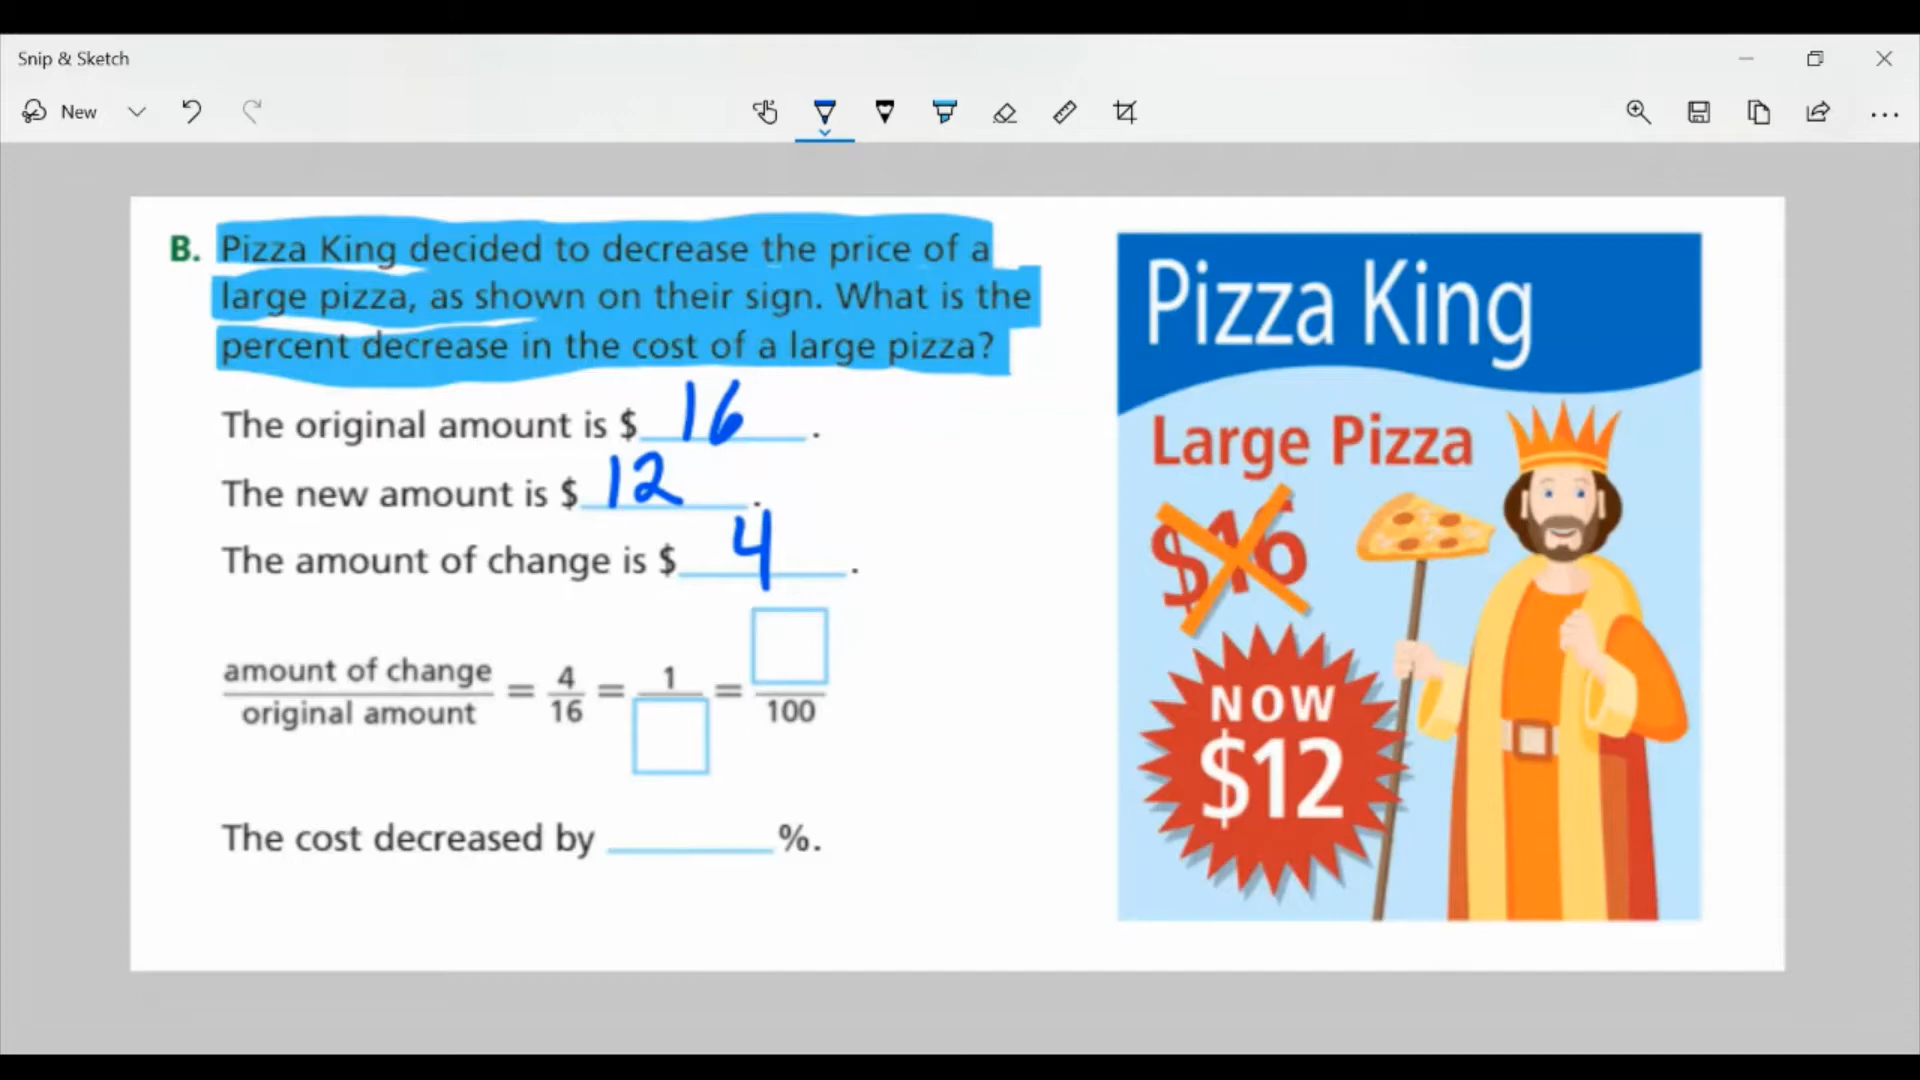 Snip & Sketch
New
B. Pizza King decided to decrease the price of a
large pizza, as shown on their sign. What is the
percent decrease in the cost of a large pizza?
The original amount is $ 16 .
The new amount is $ 12 .
The amount of change is $ 4 .
amount of change / original amount = 4/16 = 1/ = /100
The cost decreased by %.
Pizza King
Large Pizza
$16
NOW
$12